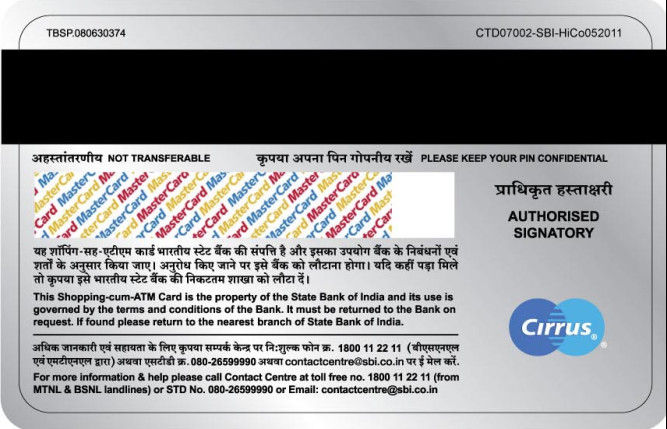 TBSP.080630374 CTD07002-SBI-HiCo052011
अहस्तांतरणीय NOT TRANSFERABLE कृपया अपना पिन गोपनीय रखें PLEASE KEEP YOUR PIN CONFIDENTIAL
MasterCard MasterCard MasterCard MasterCard MasterCard MasterCard
प्राधिकृत हस्ताक्षरी
AUTHORISED
SIGNATORY
यह शॉपिंग-सह-एटीएम कार्ड भारतीय स्टेट बैंक की संपत्ति है और इसका उपयोग बैंक के निबंधनों एवं
शर्तों के अनुसार किया जाए। अनुरोध किए जाने पर इसे बैंक को लौटाना होगा। यदि कहीं पड़ा मिले
तो कृपया इसे भारतीय स्टेट बैंक की निकटतम शाखा को लौटा दें।
This Shopping-cum-ATM Card is the property of the State Bank of India and its use is
governed by the terms and conditions of the Bank. It must be returned to the Bank on
request. If found please return to the nearest branch of State Bank of India.
Cirrus®
अधिक जानकारी एवं सहायता के लिए कृपया सम्पर्क केन्द्र पर नि:शुल्क फोन क्र. 1800 11 22 11 (बीएसएनएल
एवं एमटीएनएल द्वारा) अथवा एसटीडी क्र. 080-26599990 अथवा contactcentre@sbi.co.in पर ई मेल करें.
For more information & help please call Contact Centre at toll free no. 1800 11 22 11 (from
MTNL & BSNL landlines) or STD No. 080-26599990 or Email: contactcentre@sbi.co.in